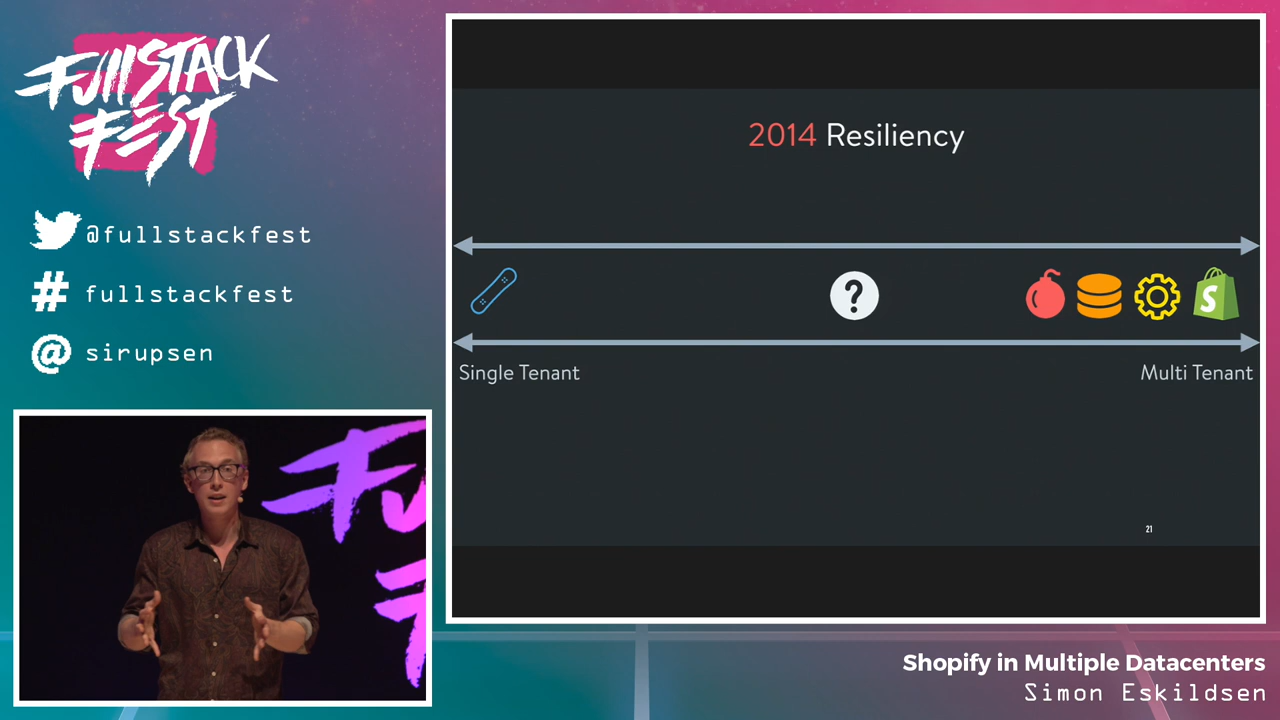 FullSTACK
FEST
@fullstackfest
# fullstackfest
@ sirupsen
2014 Resiliency
?
S
Single Tenant
Multi Tenant
21
Shopify in Multiple Datacenters
Simon Eskildsen